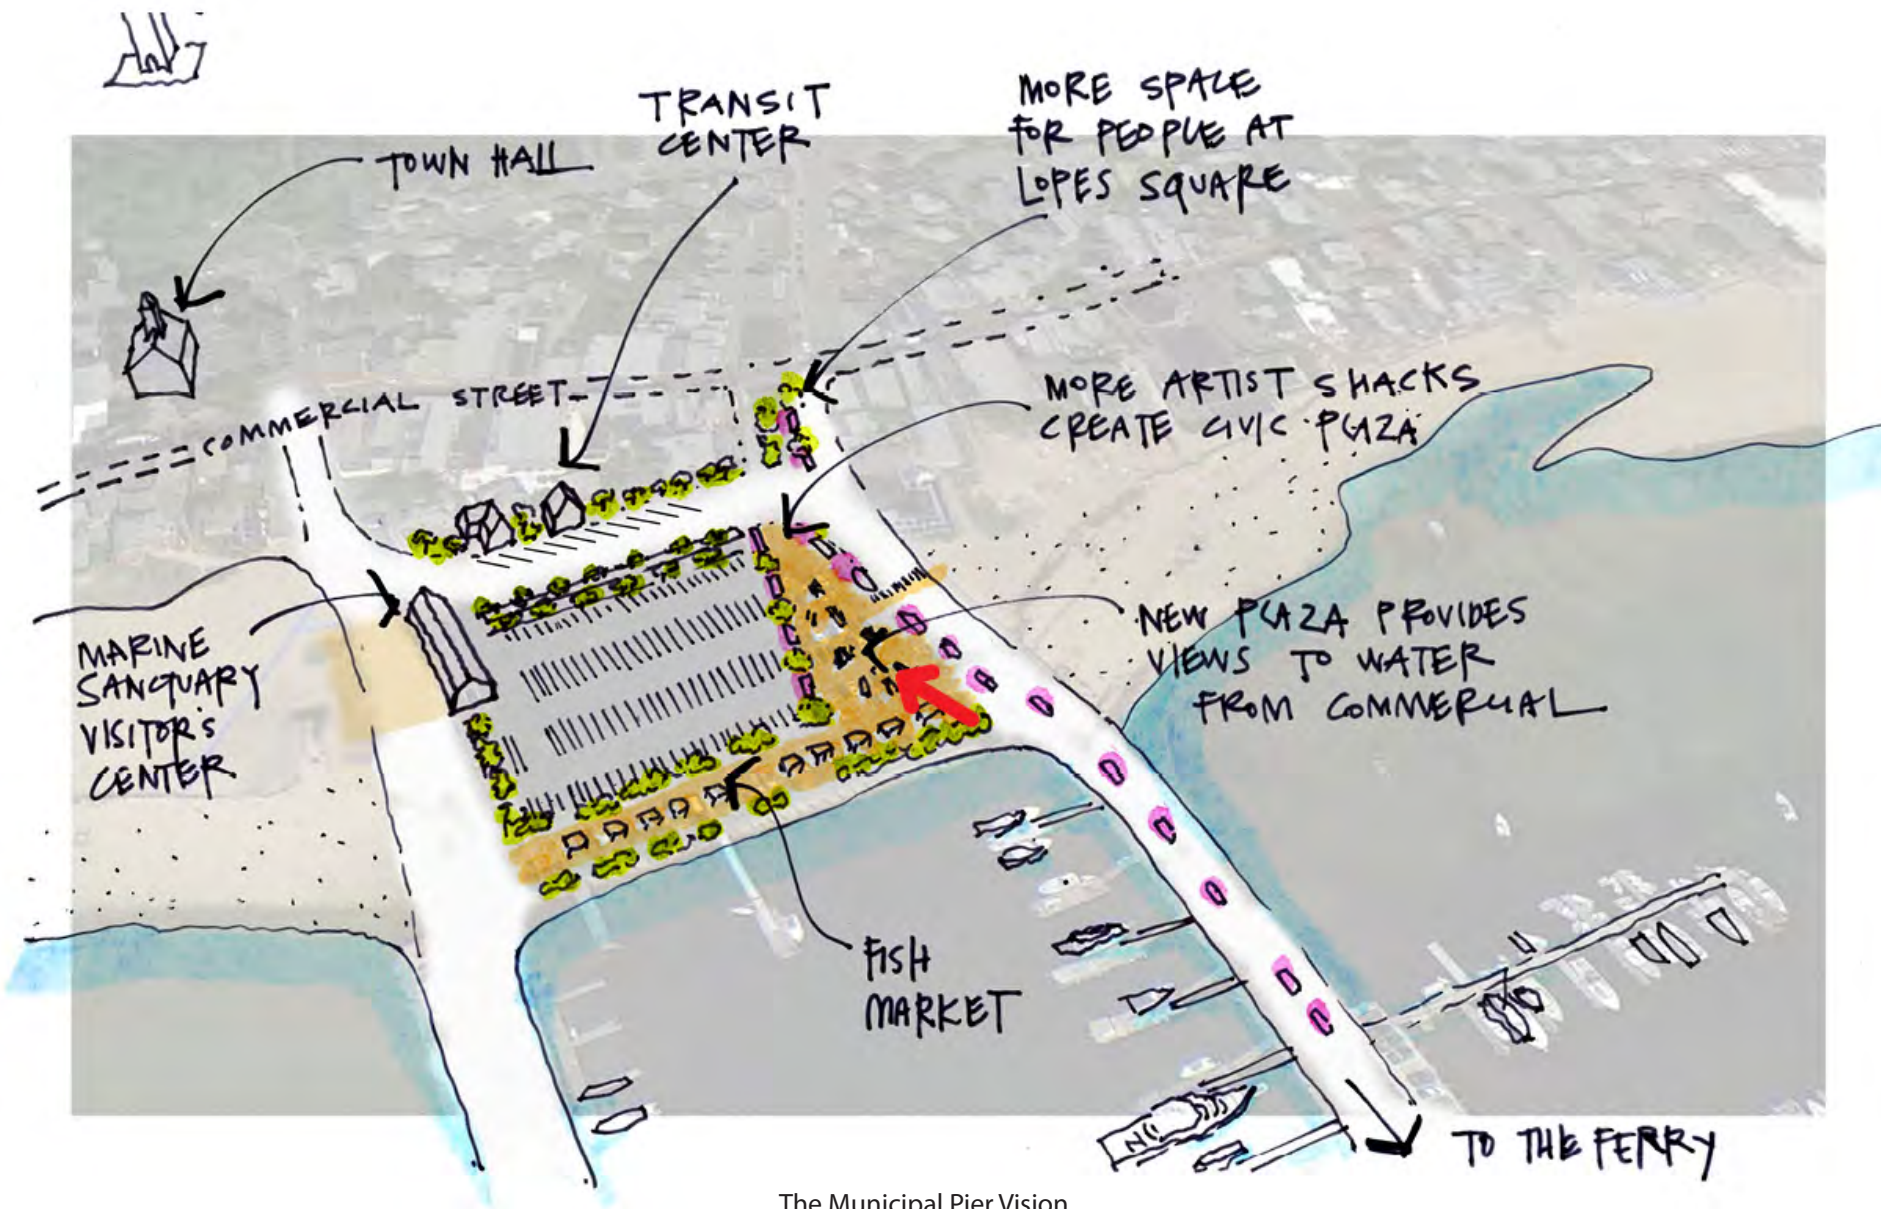 TRANSIT
CENTER
MORE SPACE
FOR PEOPLE AT
LOPES SQUARE
TOWN HALL
COMMERCIAL STREET
MORE ARTIST SHACKS
CREATE CIVIC PLAZA
MARINE
SANCTUARY
VISITOR'S
CENTER
NEW PLAZA PROVIDES
VIEWS TO WATER
FROM COMMERCIAL
FISH
MARKET
TO THE FERRY
The Municipal Pier Vision